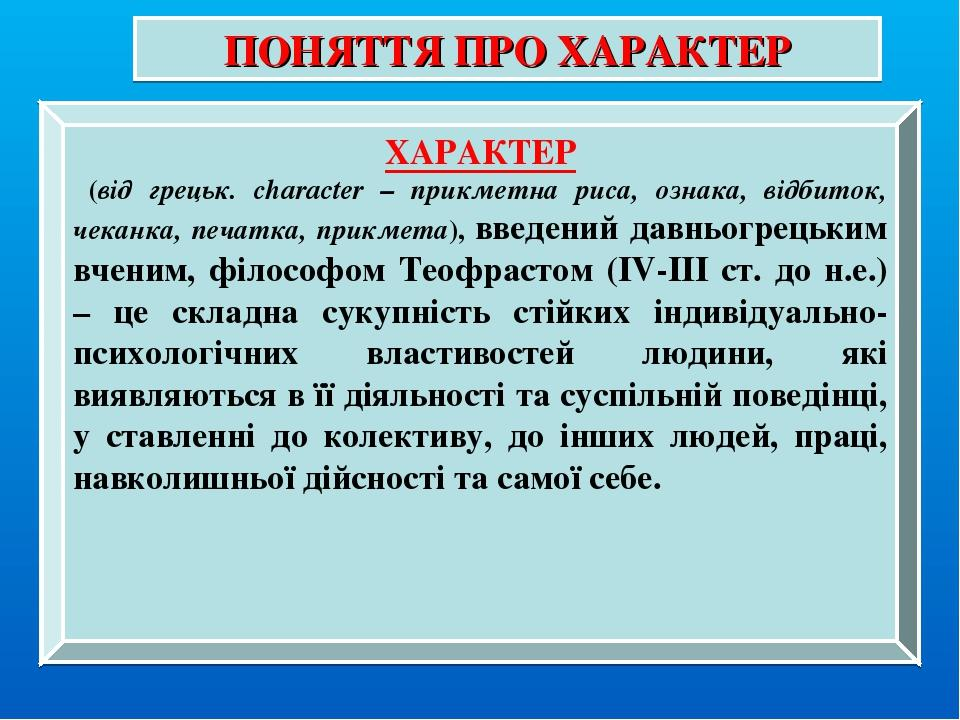 ПОНЯТТЯ ПРО ХАРАКТЕР
ХАРАКТЕР
(від грецьк. character – прикметна риса, ознака, відбиток,
чеканка, печатка, прикмета), введений давньогрецьким
вченим, філософом Теофрастом (IV-III ст. до н.е.)
– це складна сукупність стійких індивідуально-
психологічних властивостей людини, які
виявляються в її діяльності та суспільній поведінці,
у ставленні до колективу, до інших людей, праці,
навколишньої дійсності та самої себе.